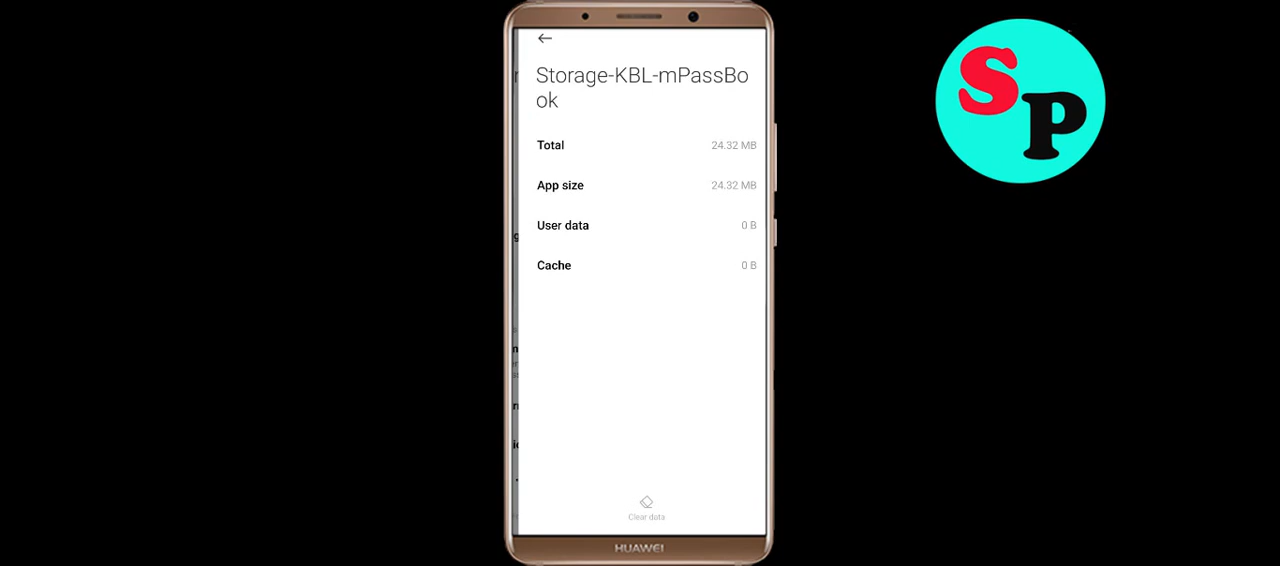 SP
Storage-KBL-mPassBo
ok
Total 24.32 MB
App size 24.32 MB
User data 0 B
Cache 0 B
Clear data
HUAWEI